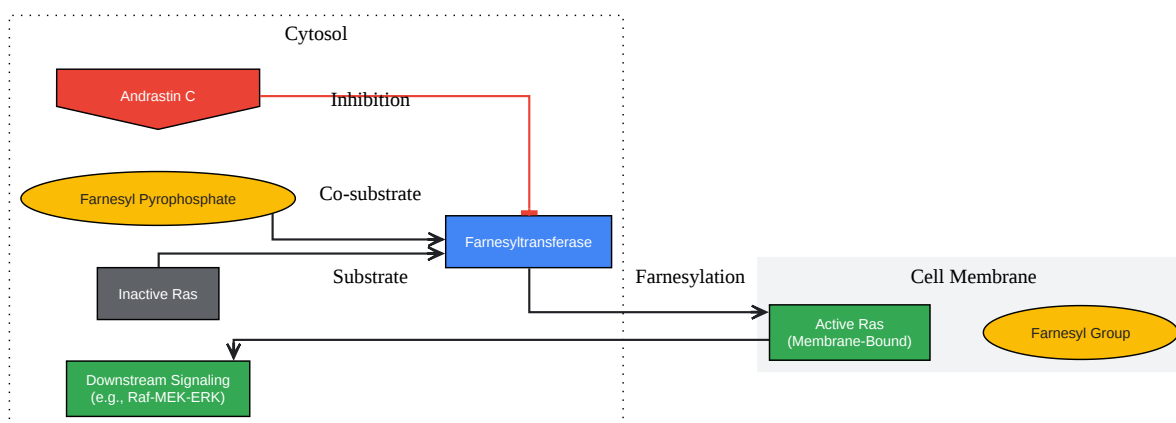 Cytosol
Andrastin C
Inhibition
Farnesyl Pyrophosphate
Co-substrate
Farnesyltransferase
Inactive Ras
Substrate
Farnesylation
Cell Membrane
Active Ras
(Membrane-Bound)
Farnesyl Group
Downstream Signaling
(e.g., Raf-MEK-ERK)